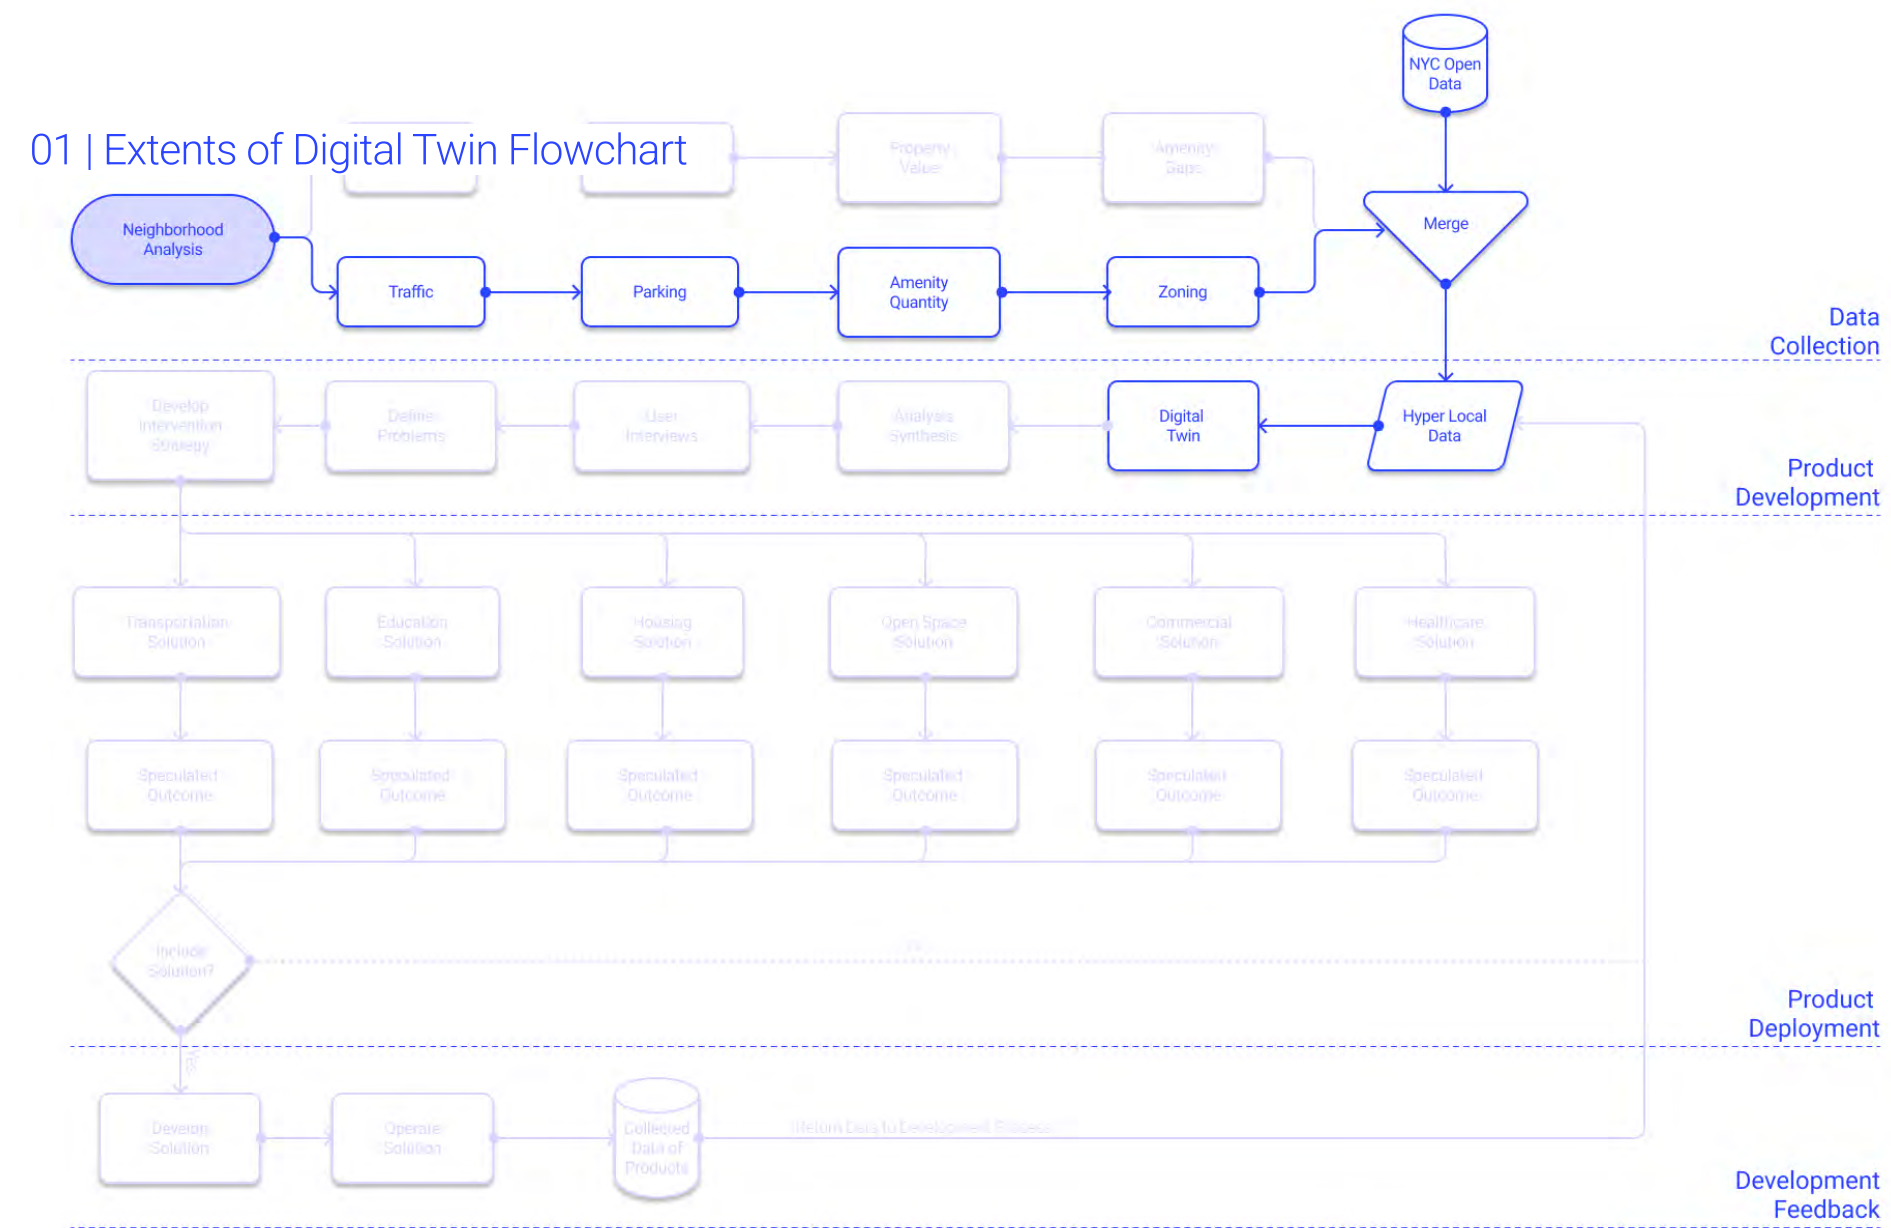 NYC Open
Data
01 | Extents of Digital Twin Flowchart
Property
Value
Amenity
Neighborhood
Analysis
Merge
Traffic
Parking
Amenity
Quantity
Zoning
Data
Collection
Develop
Intervention
Strategy
Define
Problems
User
Interviews
Analysis
Synthesis
Digital
Twin
Hyper Local
Data
Product
Development
Transportation
Solution
Education
Solution
Housing
Solution
Open Space
Solution
Commercial
Solution
Healthcare
Solution
Speculated
Outcome
Speculated
Outcome
Speculated
Outcome
Speculated
Outcome
Speculated
Outcome
Speculated
Outcome
Include
Solution?
Product
Deployment
Yes
Develop
Solution
Operate
Solution
Collected
Data of
Products
Return Data to Development Process
Development
Feedback